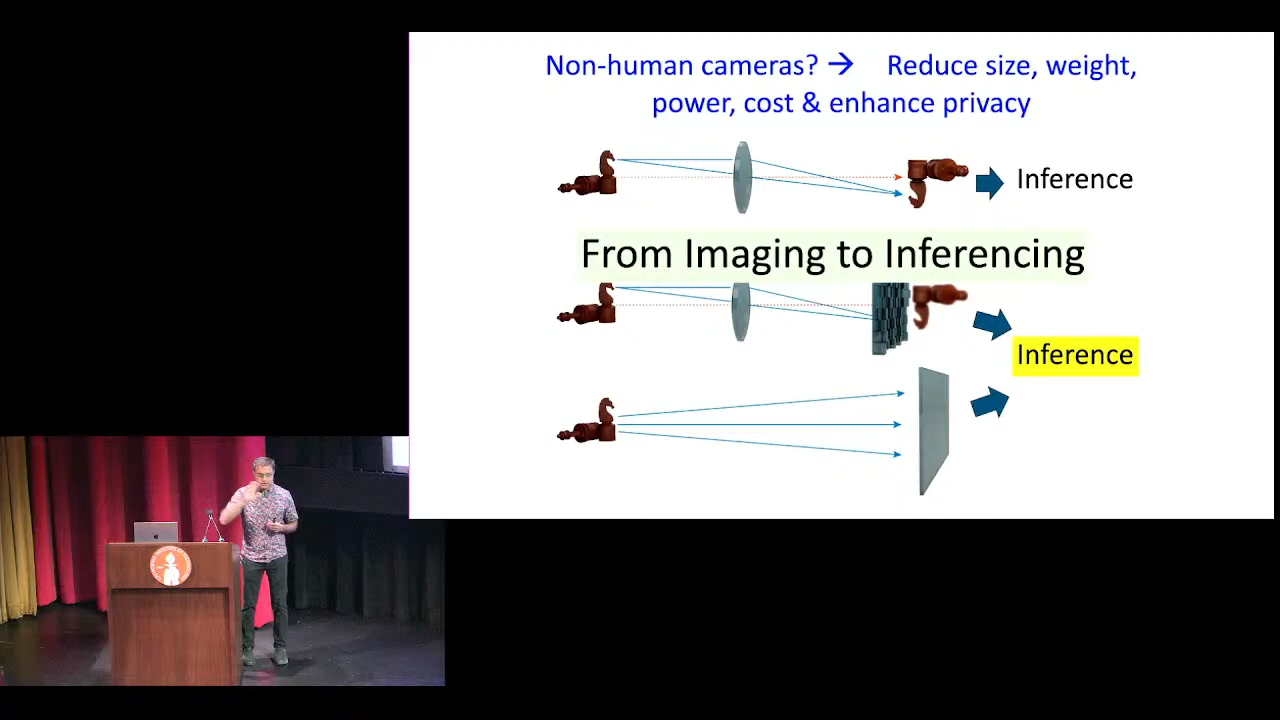 Non-human cameras? → Reduce size, weight,
power, cost & enhance privacy
Inference
From Imaging to Inferencing
Inference